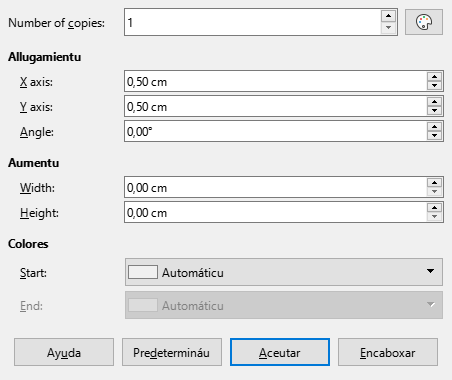 Number of copies: 1
Allugamientu
X axis: 0,50 cm
Y axis: 0,50 cm
Angle: 0,00°
Aumentu
Width: 0,00 cm
Height: 0,00 cm
Colores
Start: Automáticu
End: Automáticu
Ayuda Predetermináu Aceutar Encaboxar